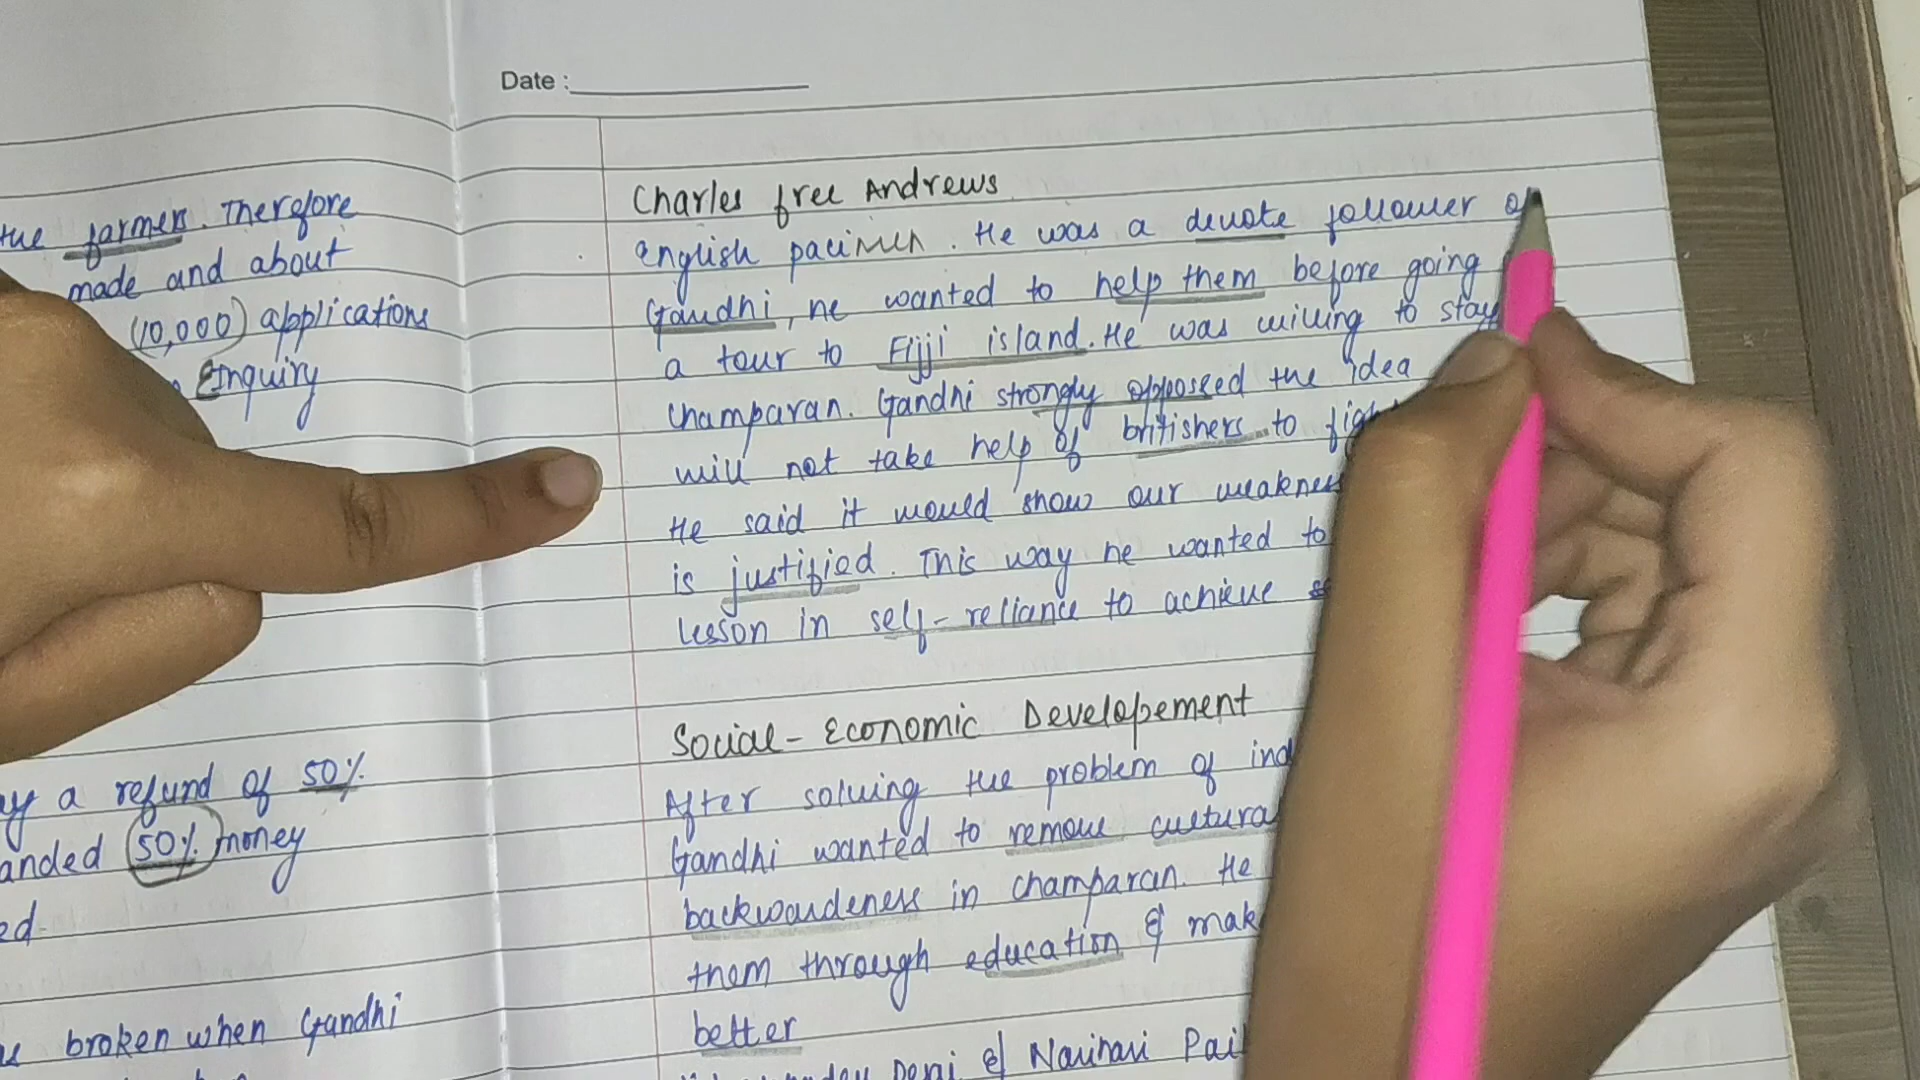 Date :
the farmers. Therefore
made and about
(10,000) applications
Enquiry
a refund of 50%
anded 50% money
ed.
broken when Gandhi
Charles free Andrews
english pacimen. He was a devote follower of
Gandhi, he wanted to help them before going
a tour to Fijji island. He was willing to stay
Champaran. Gandhi strongly opposed the idea
will not take help of britishers to
He said it would show our weakness
is justified. This way he wanted to
lesson in self-reliance to achieve
Social-Economic Developement
After solving the problem of
Gandhi wanted to remove cultural
backwardeness in champaran. He
them through education &
better
Narihari